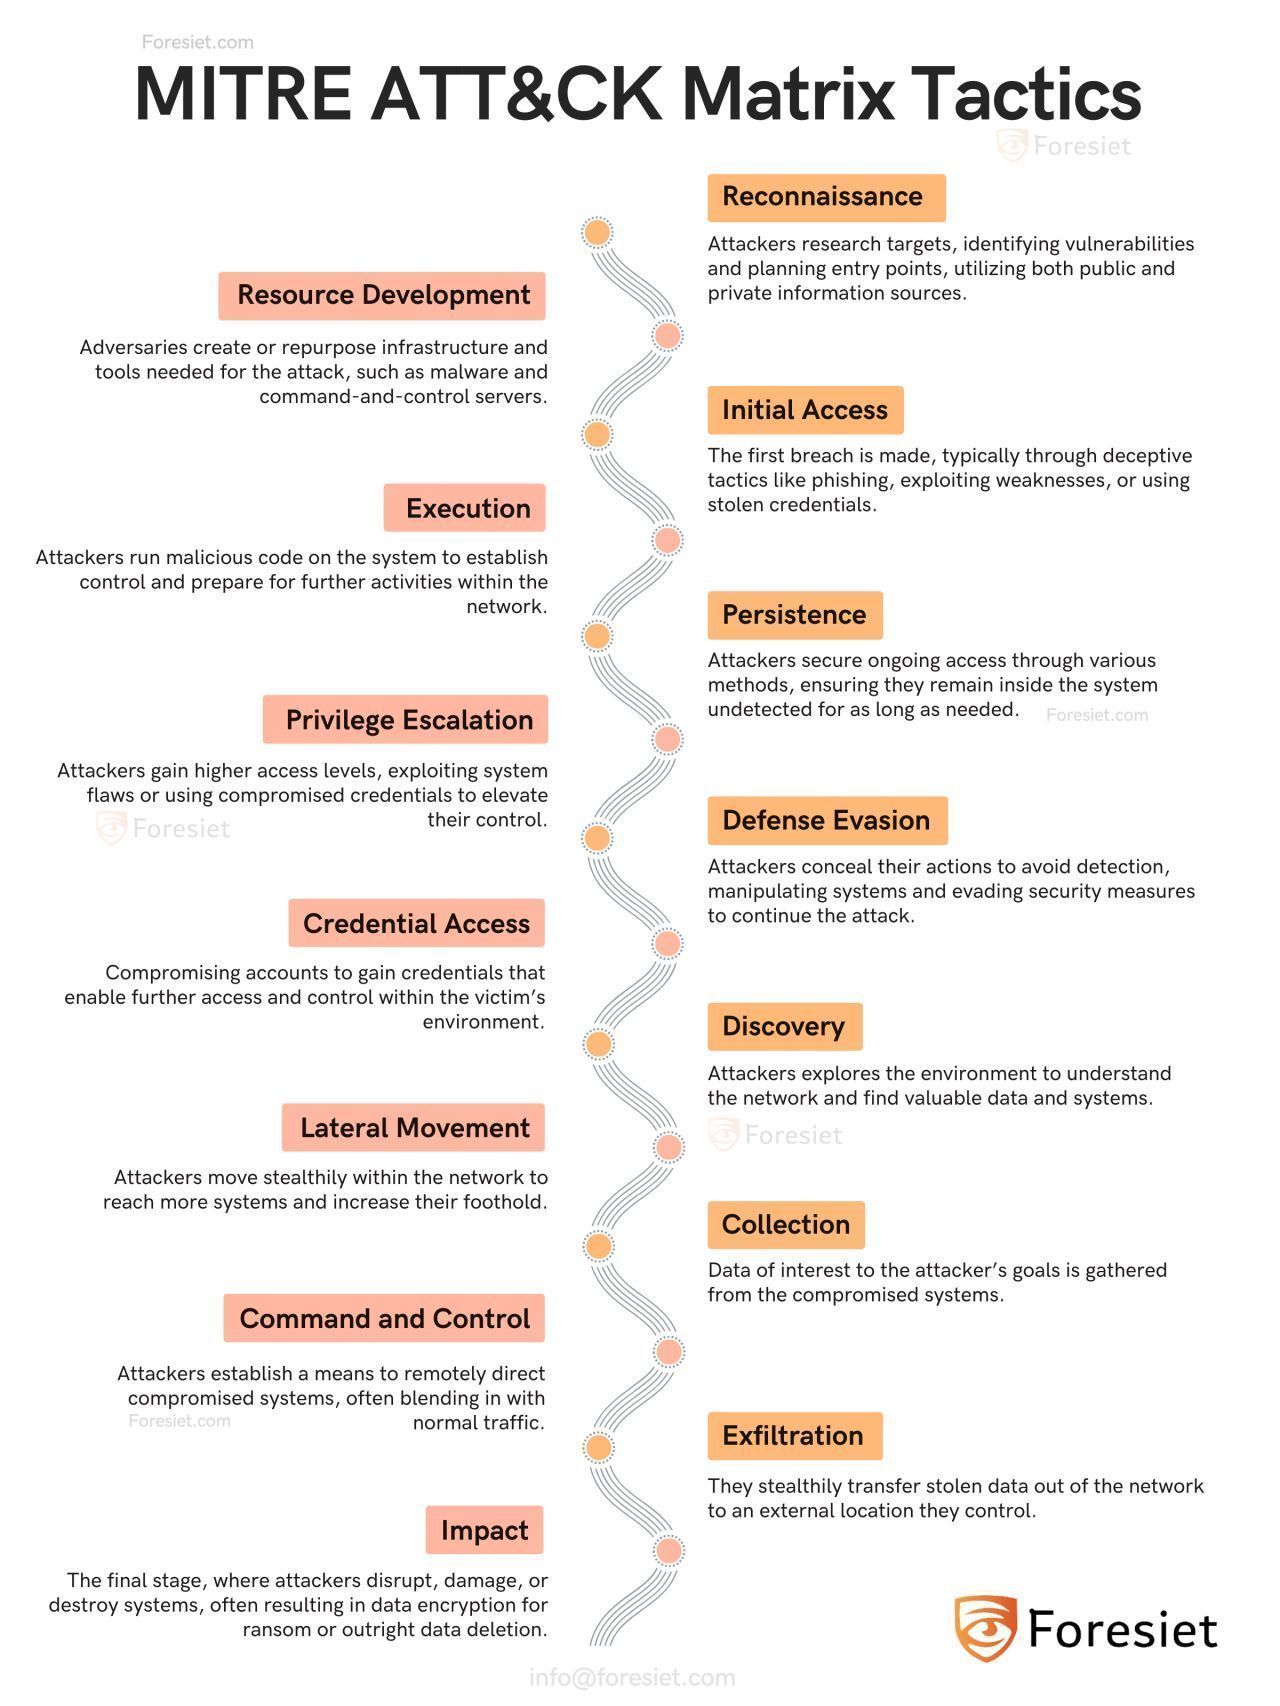 Foresiet.com
MITRE ATT&CK Matrix Tactics
Foresiet
Reconnaissance
Attackers research targets, identifying vulnerabilities
and planning entry points, utilizing both public and
private information sources.
Resource Development
Adversaries create or repurpose infrastructure and
tools needed for the attack, such as malware and
command-and-control servers.
Initial Access
The first breach is made, typically through deceptive
tactics like phishing, exploiting weaknesses, or using
stolen credentials.
Execution
Attackers run malicious code on the system to establish
control and prepare for further activities within the
network.
Persistence
Attackers secure ongoing access through various
methods, ensuring they remain inside the system
undetected for as long as needed.
Foresiet.com
Privilege Escalation
Attackers gain higher access levels, exploiting system
flaws or using compromised credentials to elevate
their control.
Foresiet
Defense Evasion
Attackers conceal their actions to avoid detection,
manipulating systems and evading security measures
to continue the attack.
Credential Access
Compromising accounts to gain credentials that
enable further access and control within the victim's
environment.
Discovery
Attackers explores the environment to understand
the network and find valuable data and systems.
Foresiet
Lateral Movement
Attackers move stealthily within the network to
reach more systems and increase their foothold.
Collection
Data of interest to the attacker's goals is gathered
from the compromised systems.
Command and Control
Attackers establish a means to remotely direct
compromised systems, often blending in with
normal traffic.
Foresiet.com
Exfiltration
They stealthily transfer stolen data out of the network
to an external location they control.
Impact
The final stage, where attackers disrupt, damage, or
destroy systems, often resulting in data encryption for
ransom or outright data deletion.
Foresiet
info@foresiet.com